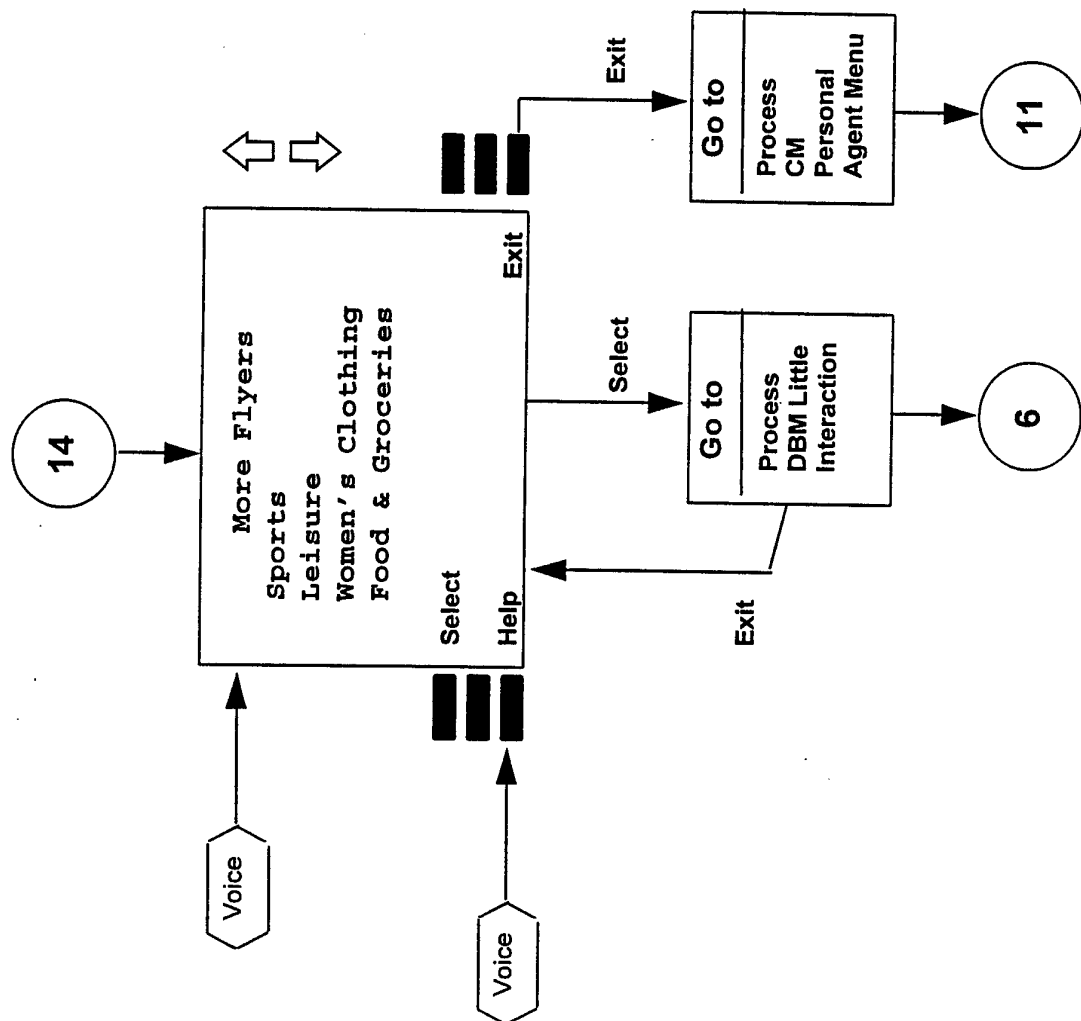 14
More Flyers
Sports
Leisure
Women's Clothing
Food & Groceries
Select
Help
Exit
Voice
Voice
Exit
Select
Exit
Go to
Process
DBM Little
Interaction
Go to
Process
CM
Personal
Agent Menu
6
11